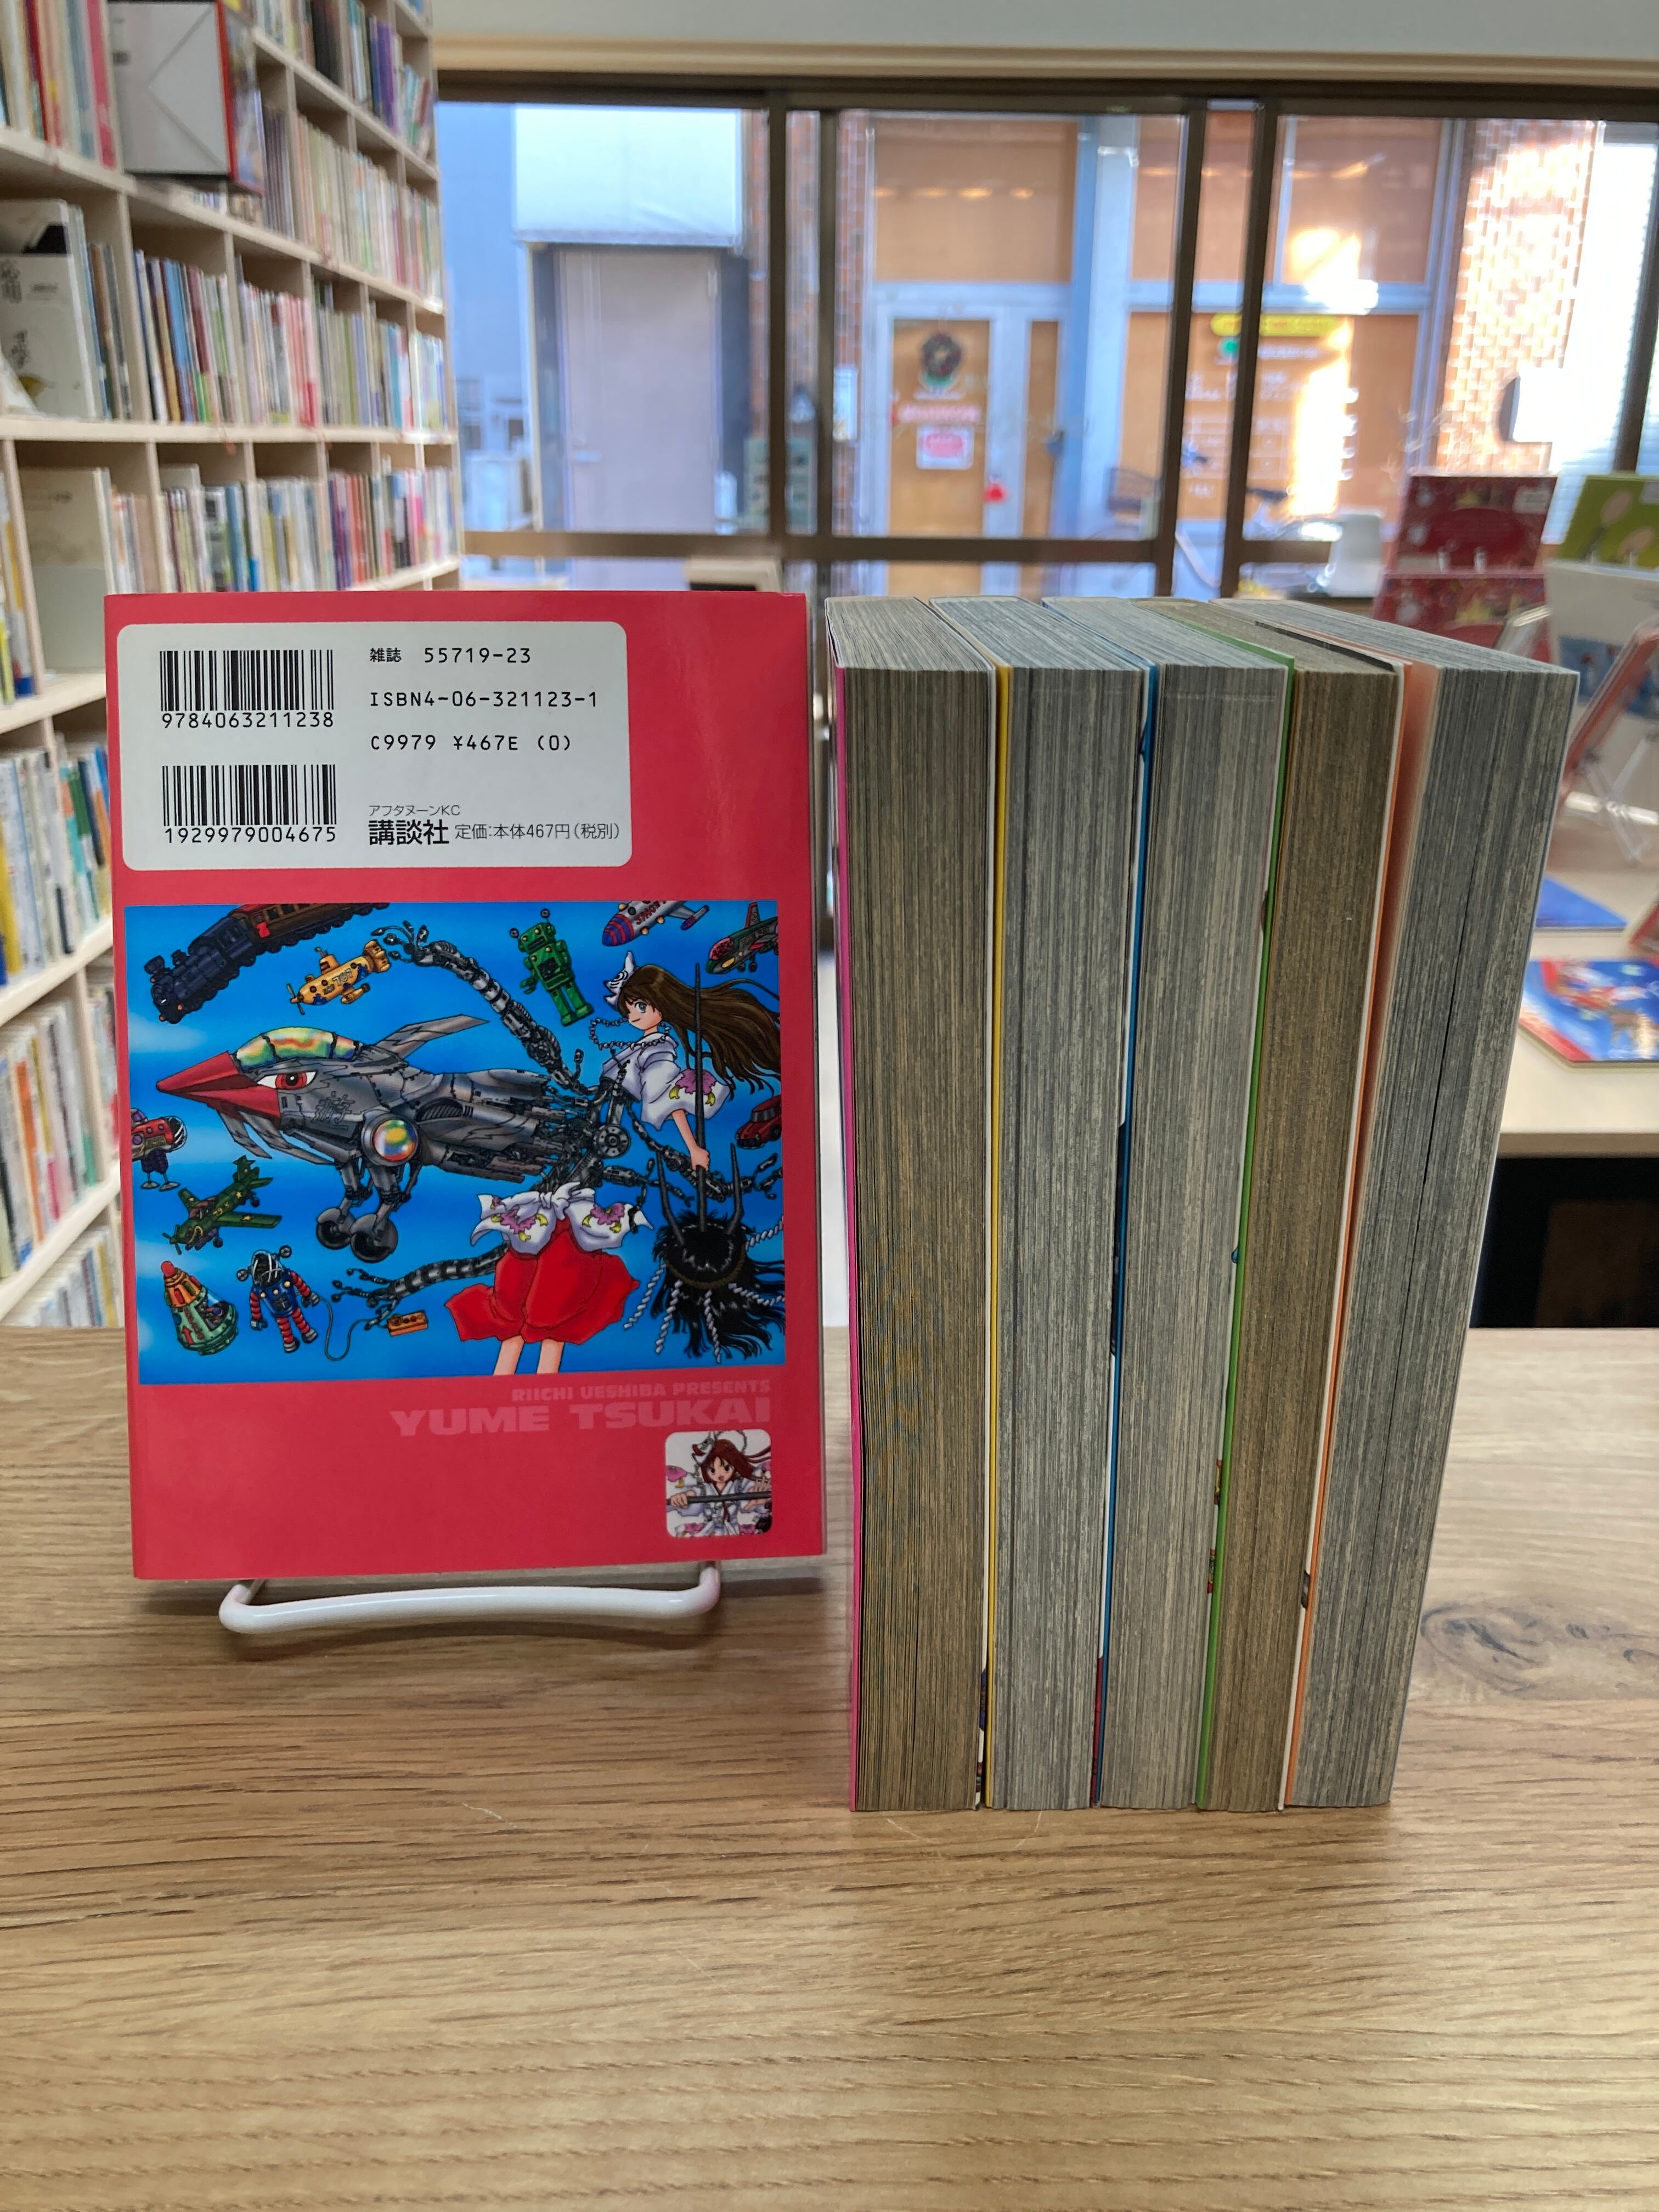 雑誌 55719-23
9784063211238
ISBN4-06-321123-1
C9979 ¥467E (0)
1929979004675
アフタヌーンKC
講談社 定価:本体467円(税別)
RIICHI UESHIBA PRESENTS
YUME TSUKAI